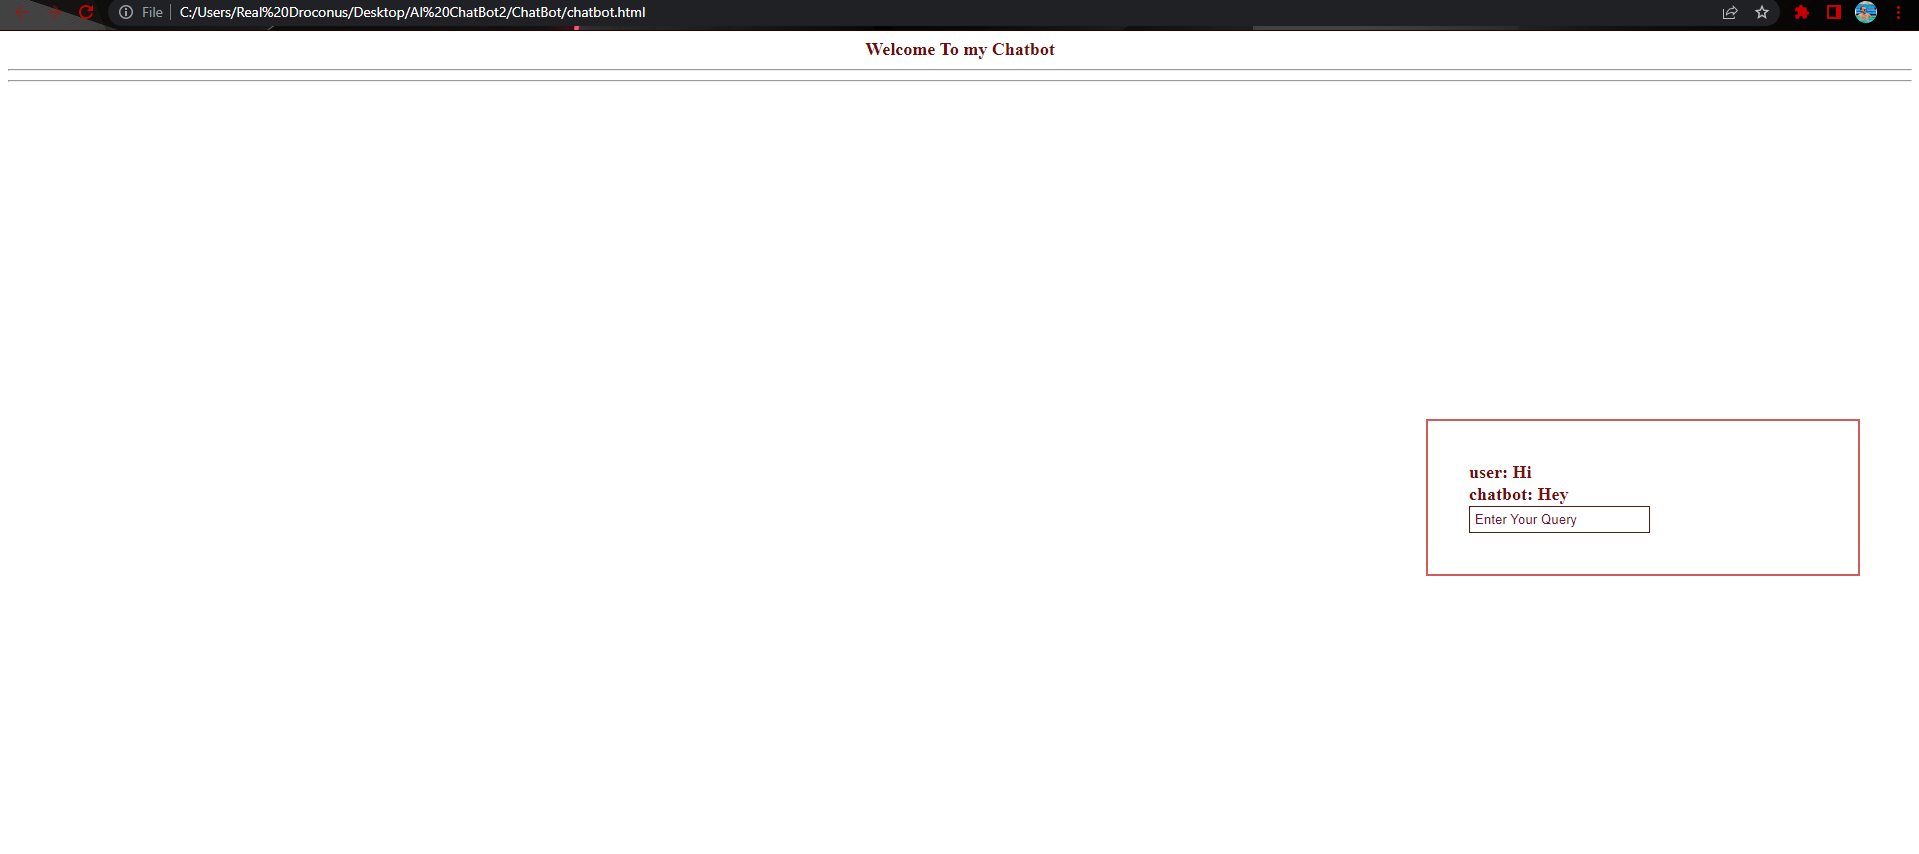 File
C:/Users/Real%20Droconus/Desktop/AI%20ChatBot2/ChatBot/chatbot.html
Welcome To my Chatbot
user: Hi
chatbot: Hey
Enter Your Query